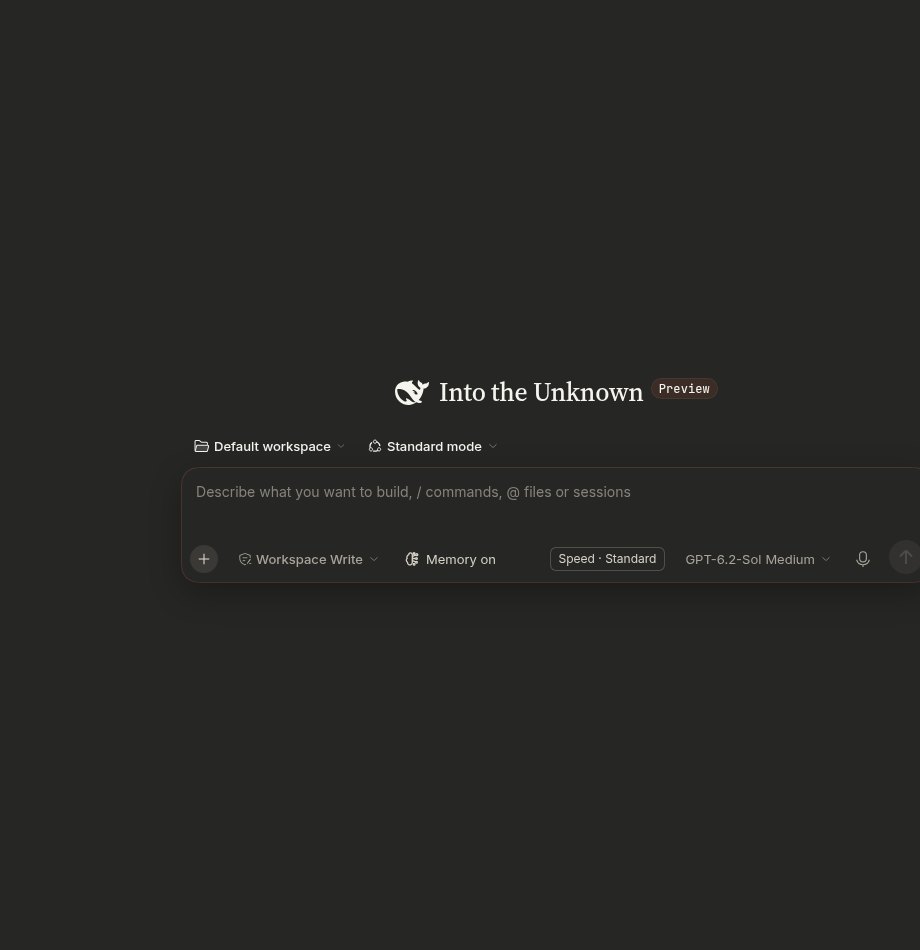 Into the Unknown Preview
Default workspace Standard mode
Describe what you want to build, / commands, @ files or sessions
Workspace Write Memory on Speed · Standard GPT-6.2-Sol Medium